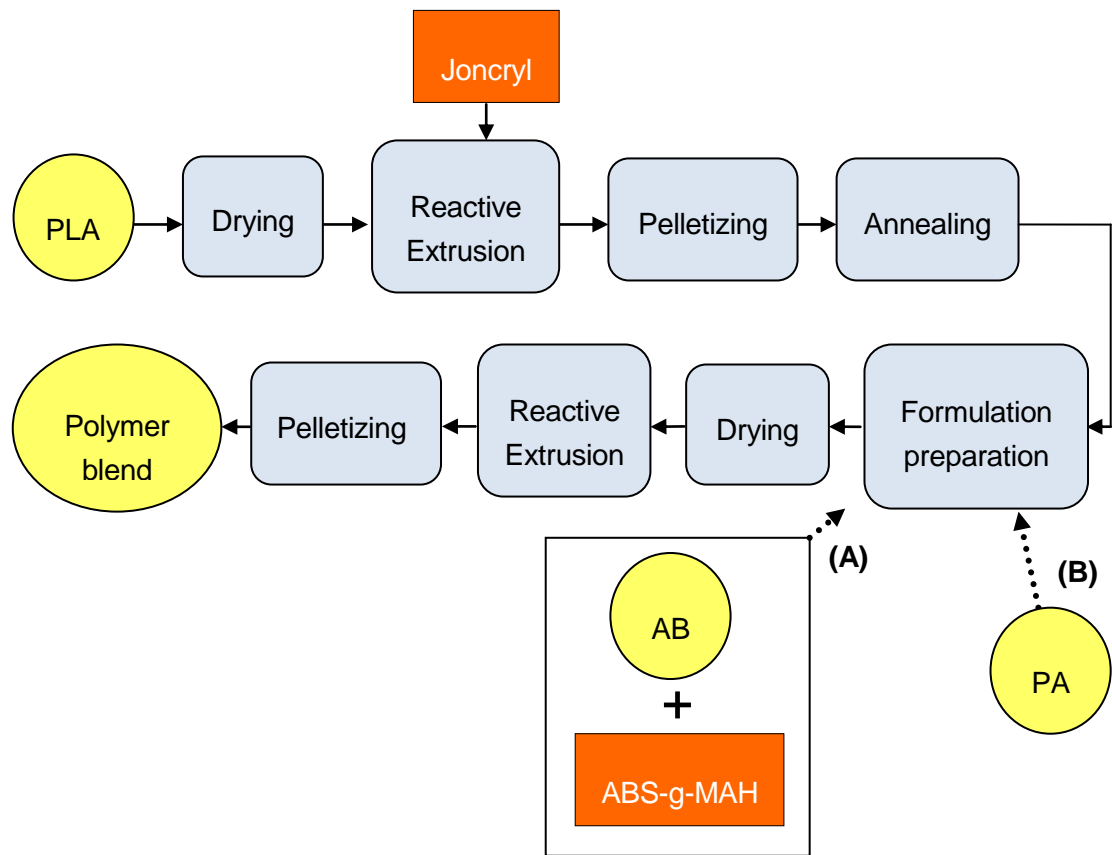 Joncryl
PLA
Drying
Reactive
Extrusion
Pelletizing
Annealing
Polymer
blend
Pelletizing
Reactive
Extrusion
Drying
Formulation
preparation
(A)
(B)
AB
+
ABS-g-MAH
PA